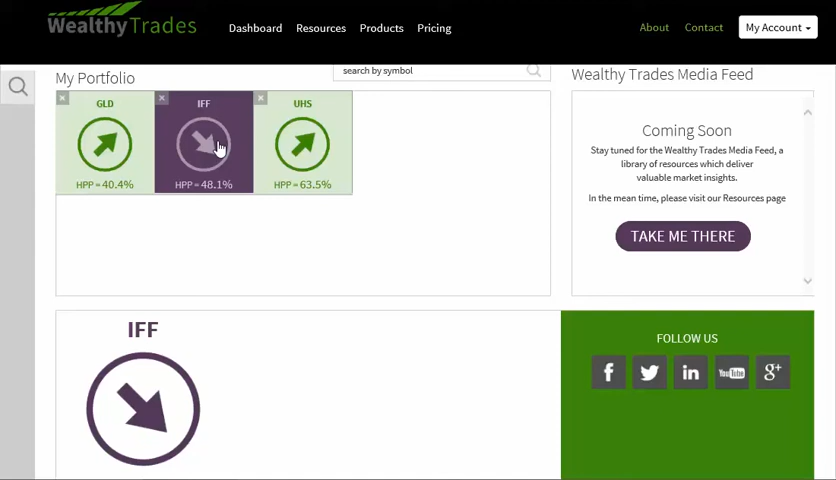 WealthyTrades
Dashboard Resources Products Pricing
About Contact My Account
My Portfolio
search by symbol
Wealthy Trades Media Feed
GLD IFF UHS
HPP = 40.4% HPP = 48.1% HPP = 63.5%
Coming Soon
Stay tuned for the Wealthy Trades Media Feed, a
library of resources which deliver
valuable market insights.
In the mean time, please visit our Resources page
TAKE ME THERE
IFF
FOLLOW US
f in You Tube g+